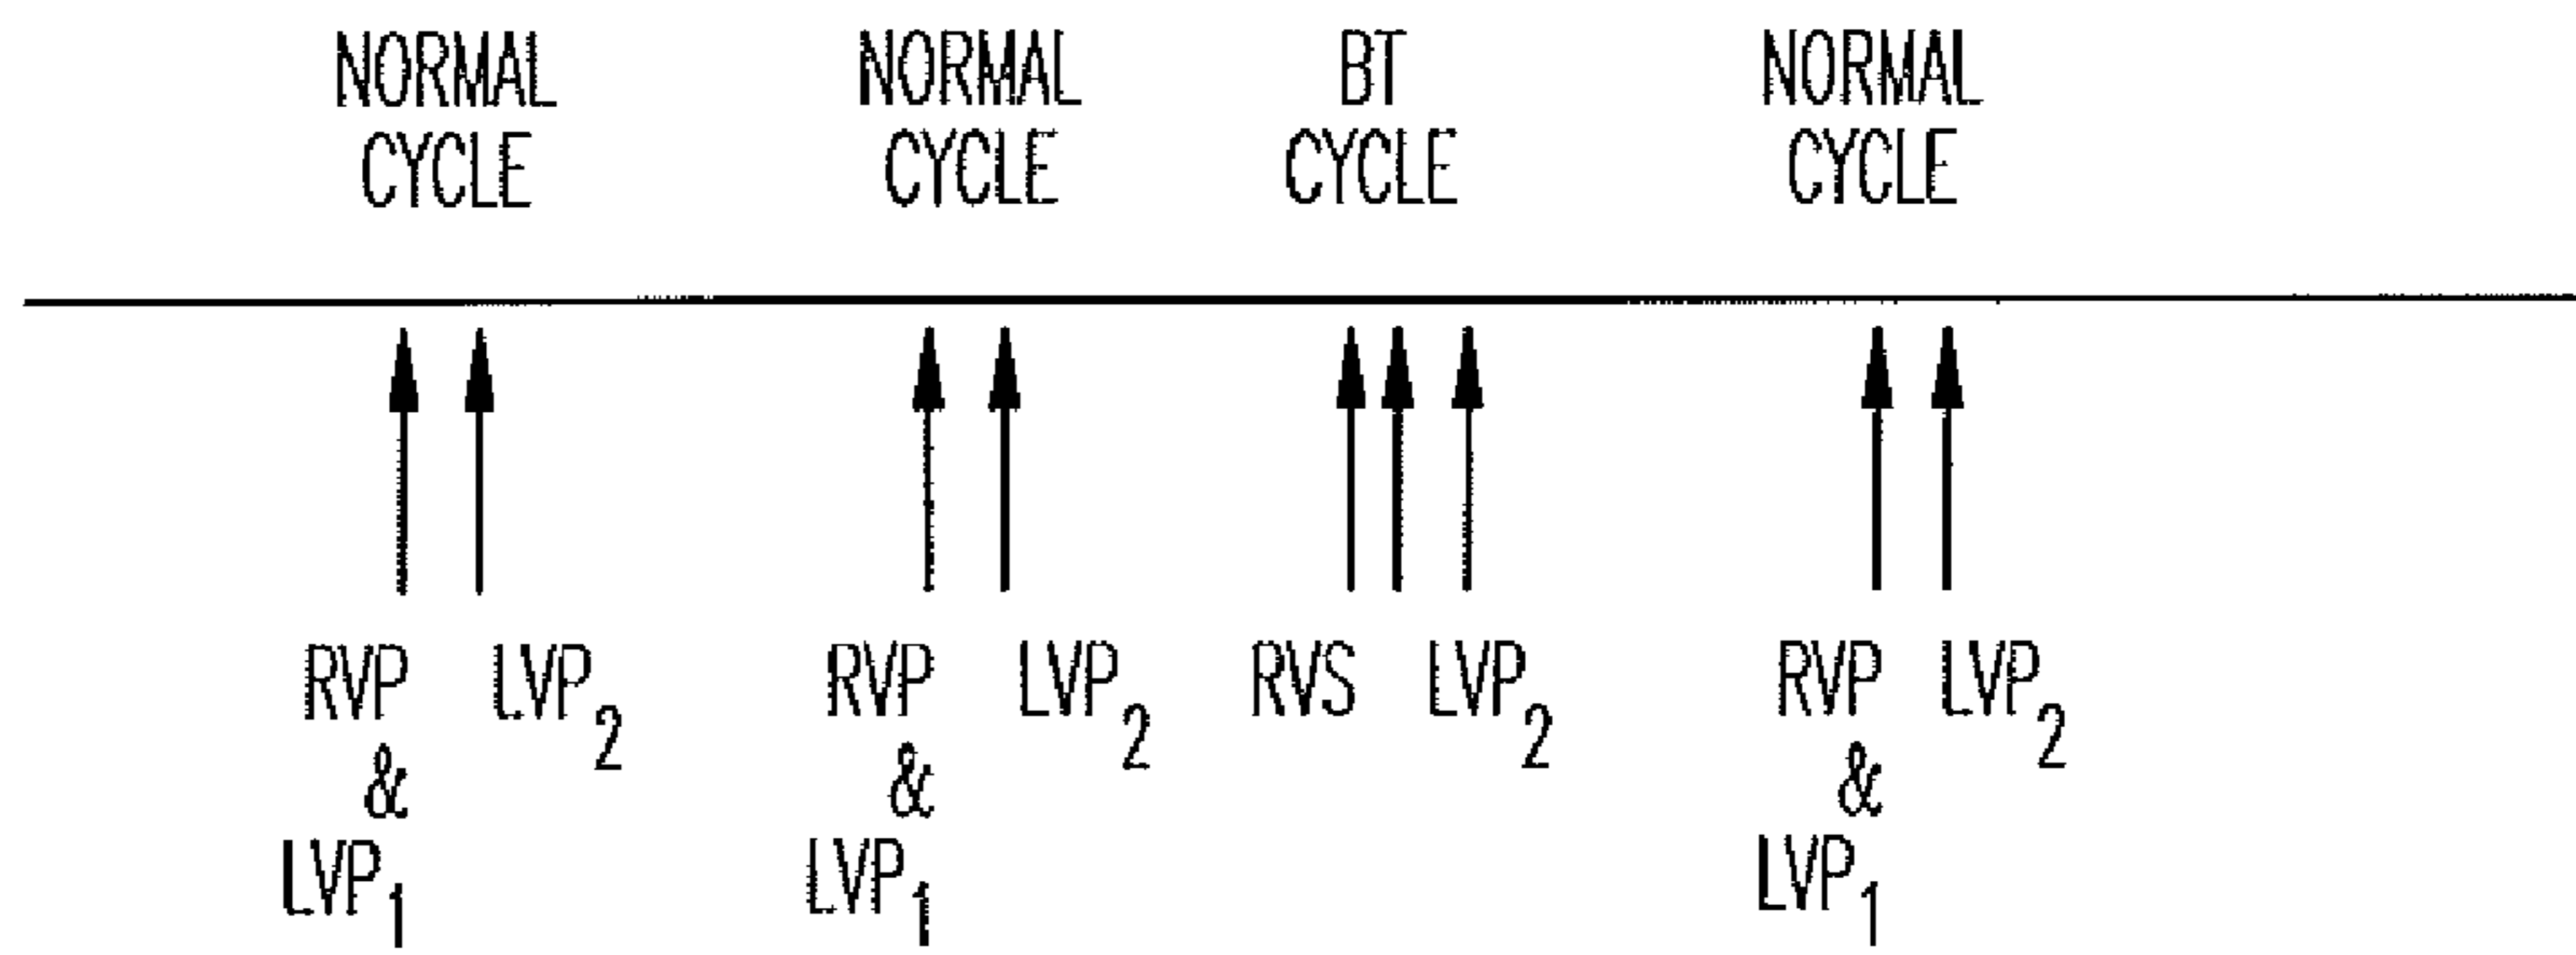 NORMAL NORMAL BT NORMAL
CYCLE CYCLE CYCLE CYCLE
RVP LVP2 RVP LVP2 RVS LVP2 RVP LVP2
& & &
LVP1 LVP1 LVP1